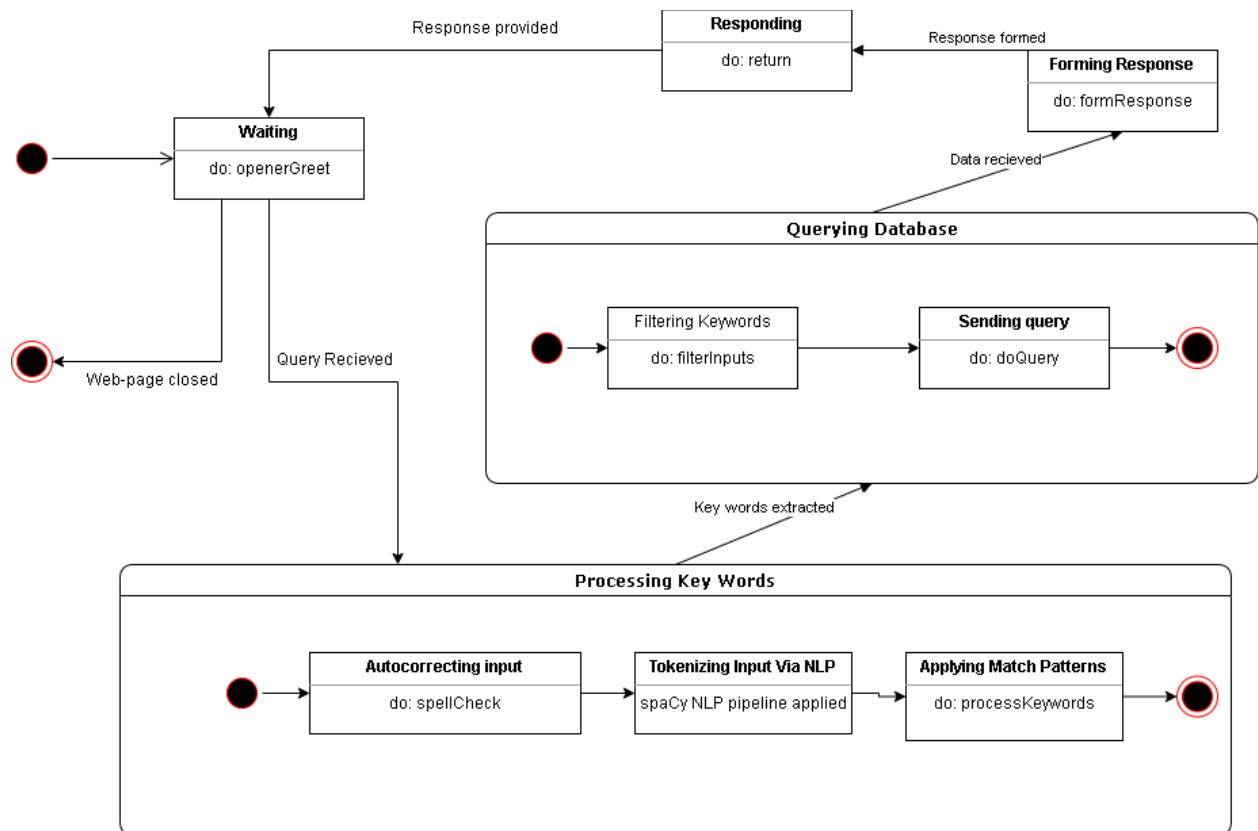 Responding
do: return
Response provided
Response formed
Forming Response
do: formResponse
Waiting
do: openerGreet
Data recieved
Querying Database
Filtering Keywords
do: filterInputs
Sending query
do: doQuery
Web-page closed
Query Recieved
Key words extracted
Processing Key Words
Autocorrecting input
do: spellCheck
Tokenizing Input Via NLP
spaCy NLP pipeline applied
Applying Match Patterns
do: processKeywords